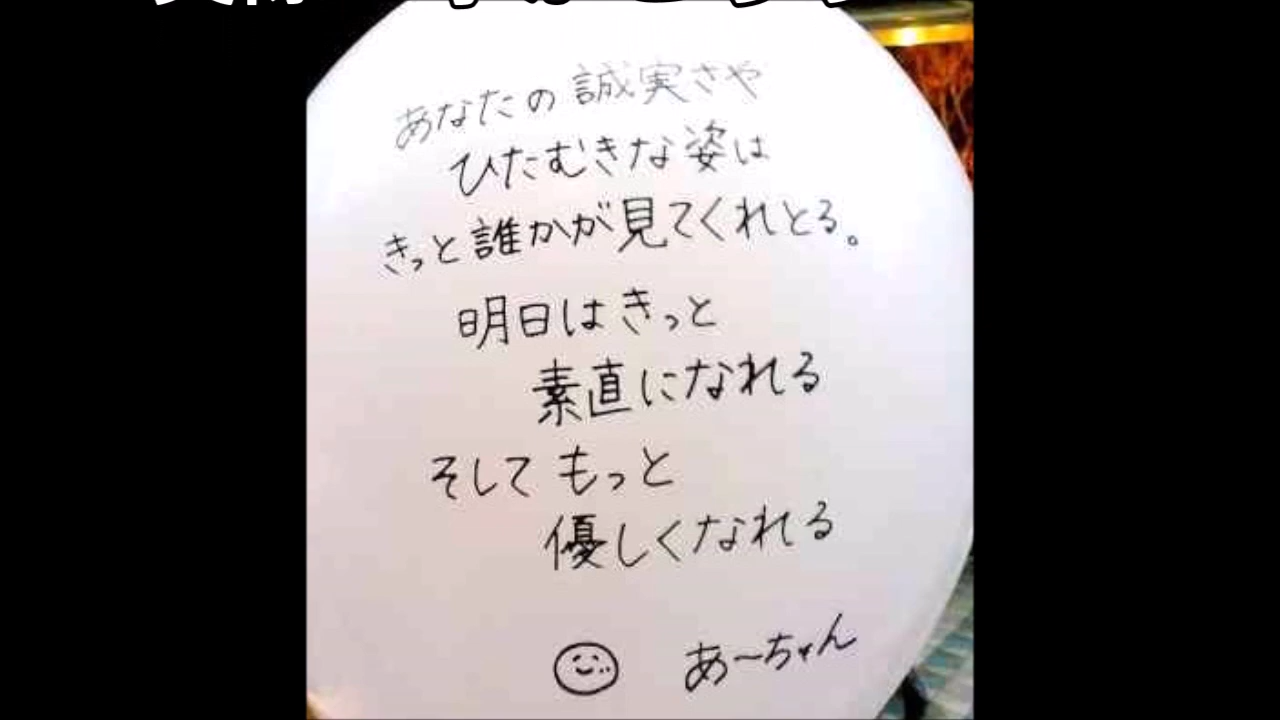 あなたの誠実さや
ひたむきな姿は
きっと誰かが見てくれとる。
明日はきっと
素直になれる
そしてもっと
優しくなれる
あ〜ちゃん